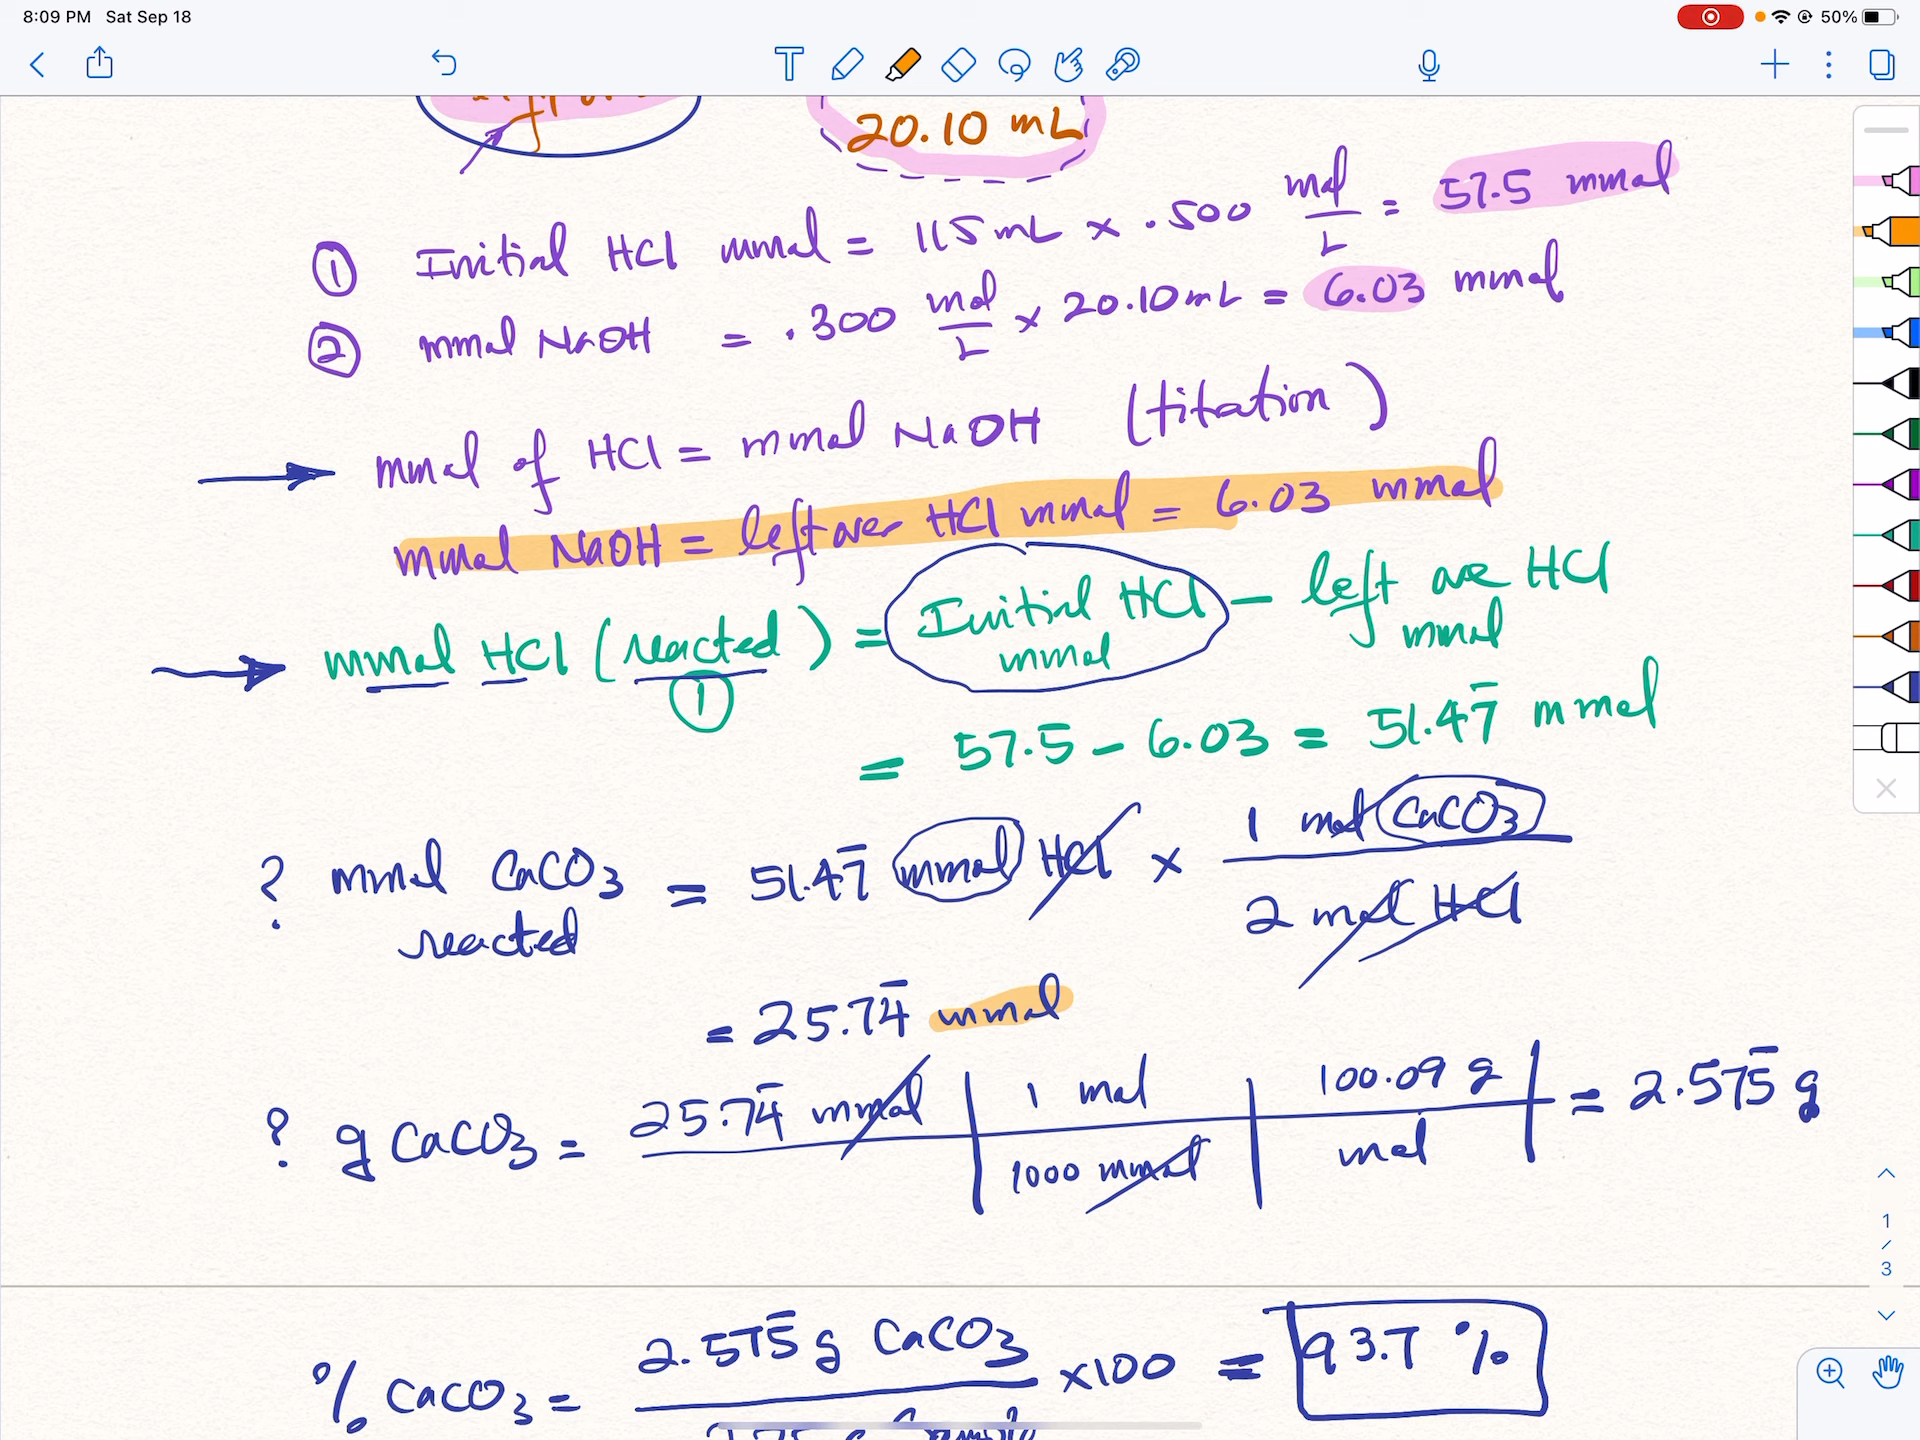 8:09 PM Sat Sep 18
50%
20.10 mL
① Initial HCl mmol = 115 mL × .500 mol/L = 57.5 mmol
② mmol NaOH = .300 mol/L × 20.10 mL = 6.03 mmol
mmol of HCl = mmol NaOH (titration)
mmol NaOH = left over HCl mmol = 6.03 mmol
mmol HCl (reacted) = Initial HCl mmol − left over HCl mmol
①
= 57.5 − 6.03 = 51.47 mmol
? mmol CaCO3 reacted = 51.47 mmol HCl × 1 mol CaCO3 / 2 mol HCl
= 25.74 mmol
? g CaCO3 = 25.74 mmol | 1 mol / 1000 mmol | 100.09 g / mol | = 2.575 g
1
/
3
% CaCO3 = 2.575 g CaCO3 / sample × 100 = 93.7 %